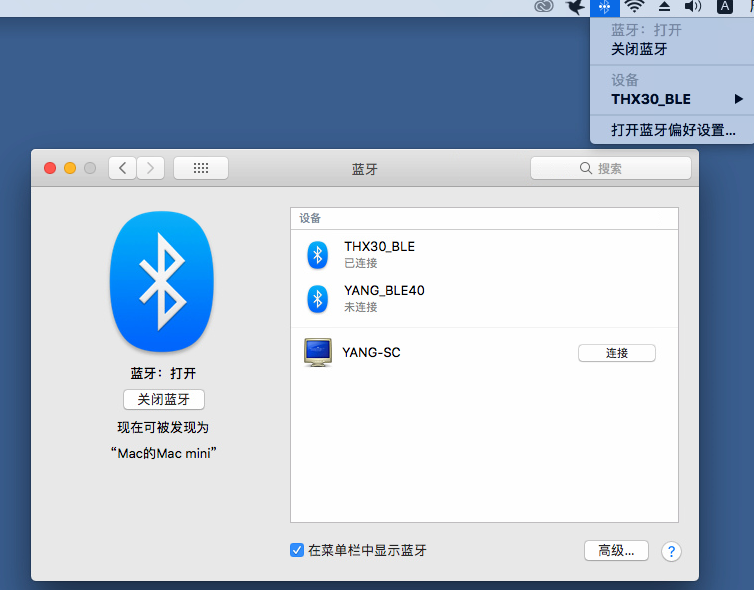 A
蓝牙：打开
关闭蓝牙
设备
THX30_BLE
打开蓝牙偏好设置...
蓝牙
搜索
设备
THX30_BLE
已连接
YANG_BLE40
未连接
YANG-SC
连接
蓝牙：打开
关闭蓝牙
现在可被发现为
“Mac的Mac mini”
在菜单栏中显示蓝牙
高级...
?